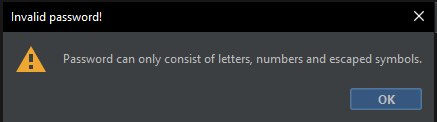 Invalid password!
Password can only consist of letters, numbers and escaped symbols.
OK